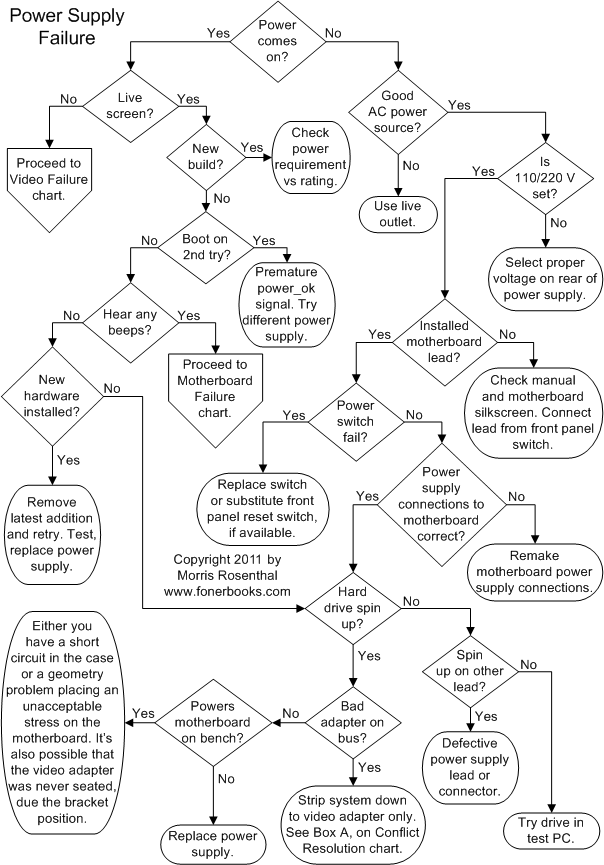 Power Supply
Failure
Power
comes
on?
Yes
No
Live
screen?
No
Yes
Good
AC power
source?
Yes
No
Proceed to
Video Failure
chart.
New
build?
Yes
No
Check
power
requirement
vs rating.
Use live
outlet.
Is
110/220 V
set?
Yes
No
Boot on
2nd try?
No
Yes
Premature
power_ok
signal. Try
different power
supply.
Select proper
voltage on rear of
power supply.
Hear any
beeps?
No
Yes
Installed
motherboard
lead?
Yes
No
New
hardware
installed?
No
Yes
Proceed to
Motherboard
Failure
chart.
Check manual
and motherboard
silkscreen. Connect
lead from front panel
switch.
Power
switch
fail?
Yes
No
Remove
latest addition
and retry. Test,
replace power
supply.
Replace switch
or substitute front
panel reset switch,
if available.
Power
supply
connections to
motherboard
correct?
Yes
No
Copyright 2011 by
Morris Rosenthal
www.fonerbooks.com
Remake
motherboard power
supply connections.
Hard
drive spin
up?
No
Yes
Either you
have a short
circuit in the case
or a geometry
problem placing an
unacceptable
stress on the
motherboard. It's
also possible that
the video adapter
was never seated,
due the bracket
position.
Spin
up on other
lead?
No
Yes
Powers
motherboard
on bench?
Yes
No
Bad
adapter on
bus?
No
Yes
Defective
power supply
lead or
connector.
Replace power
supply.
Strip system down
to video adapter only.
See Box A, on Conflict
Resolution chart.
Try drive in
test PC.